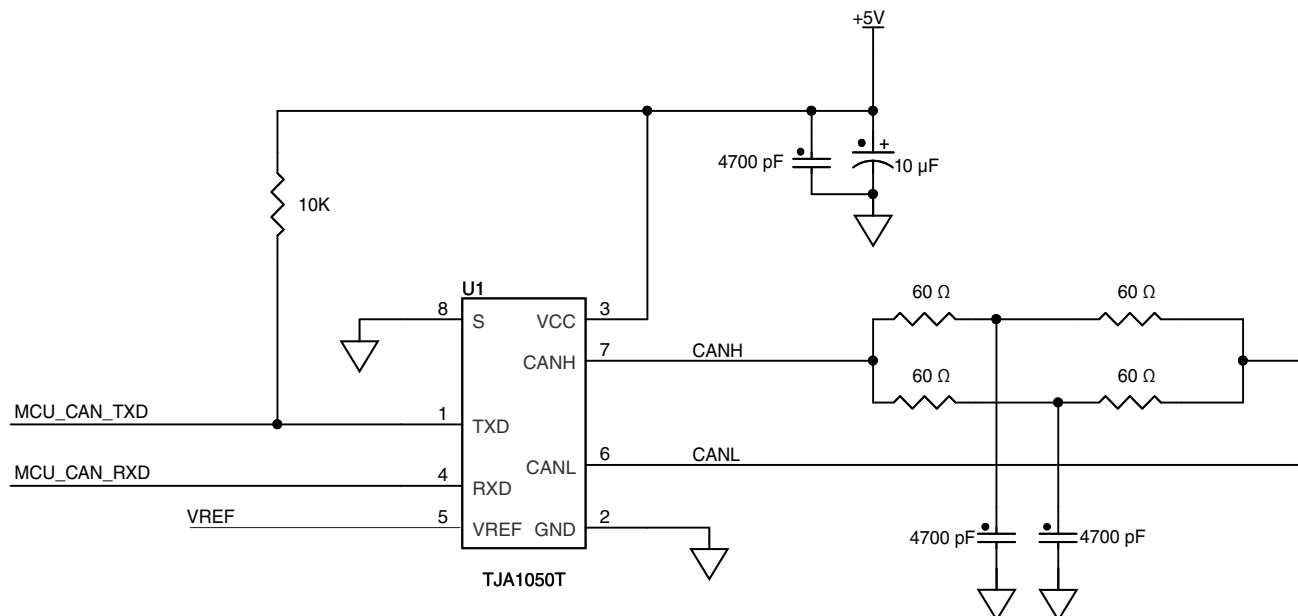 +5V
4700 pF
+
10 µF
10K
U1
8
S
VCC
3
60 Ω
60 Ω
CANH
7
CANH
60 Ω
60 Ω
MCU_CAN_TXD
1
TXD
CANL
6
CANL
MCU_CAN_RXD
4
RXD
VREF
5
VREF
GND
2
4700 pF
4700 pF
TJA1050T